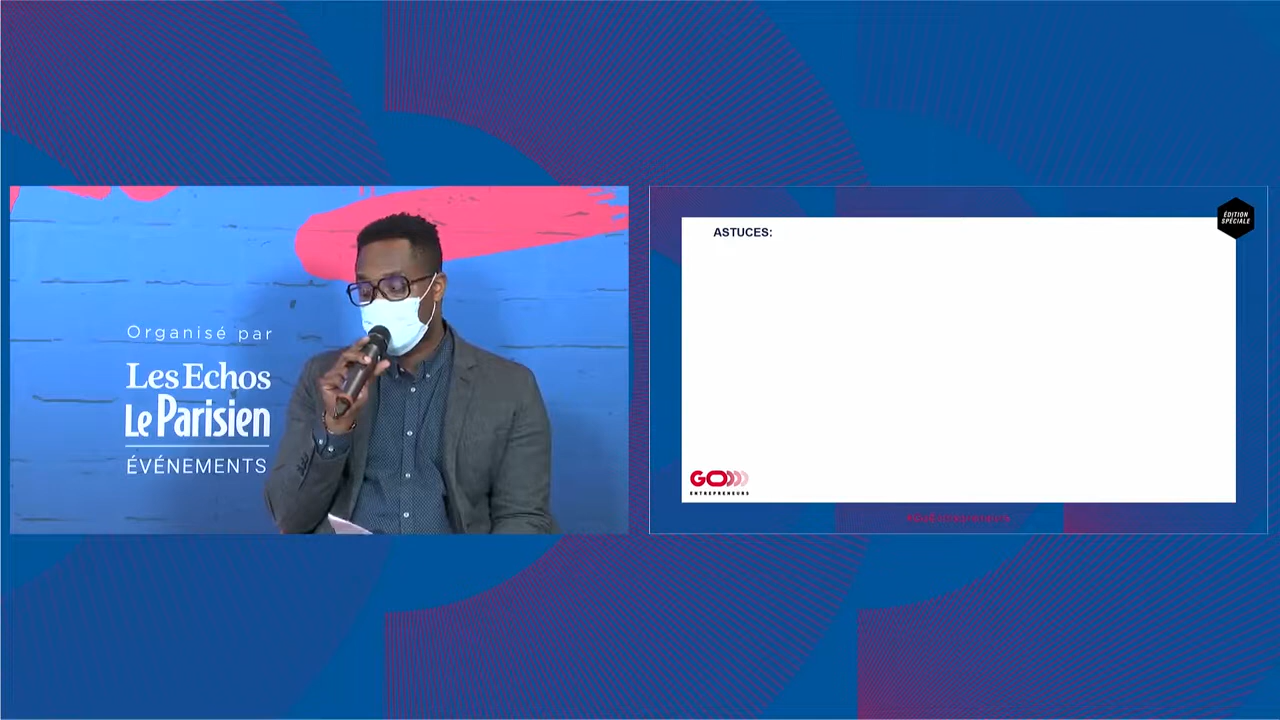 Organisé par
Les Echos
Le Parisien
ÉVÉNEMENTS
ÉDITION
SPÉCIALE
ASTUCES:
GO
ENTREPRENEURS